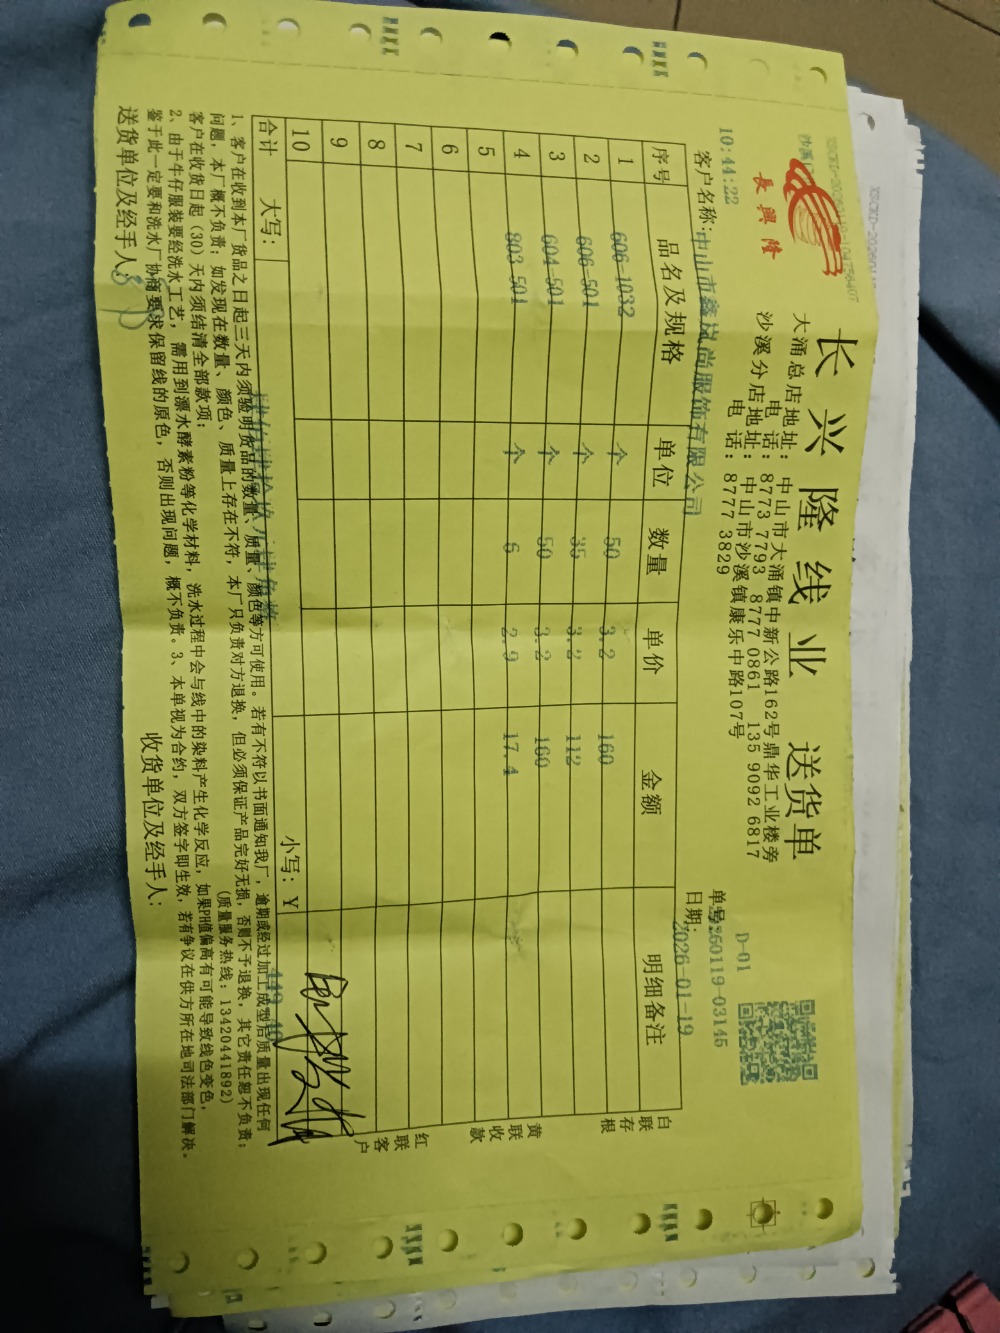 長興隆
长兴隆线业 送货单
大涌总店地址: 中山市大涌镇中新公路162号鼎华工业楼旁
电 话: 8773 7793 8777 0861 135 9092 6817
沙溪分店地址: 中山市沙溪镇康乐中路107号
电 话: 8777 3829
D-01
10:44:22
单号: 260119-03145
客户名称: 中山市鑫岚尚服饰有限公司
日期: 2026-01-19
序号 品名及规格 单位 数量 单价 金额 明细备注
1 606-1032 个 50 3.2 160
2 606-501 个 35 3.2 112
3 604-501 个 50 3.2 160
4 803-501 个 6 2.9 17.4
5
6
7
8
9
10
合计 大写: 肆佰肆拾玖元肆角整 小写: Y 449.40
白联存根
黄联收款
红联客户
1、客户在收到本厂货品之日起三天内须验明货品的数量、质量、颜色等方可使用。若有不符以书面通知我厂,逾期或经过加工成型后质量出现任何
问题,本厂概不负责;如发现在数量、颜色、质量上存在不符,本厂只负责对方退换,但必须保证产品完好无损,否则不予退换,其它责任恕不负责;
客户在收货日起(30)天内须结清全部款项; (质量服务热线: 13420441892)
2、由于牛仔服装要经洗水工艺,需用到漂水酵素粉等化学材料,洗水过程中会与线中的染料产生化学反应,如果PH值偏高有可能导致线色变色,
鉴于此一定要和洗水厂协商要求保留线的原色,否则出现问题,概不负责。3、本单视为合约,双方签字即生效,若有争议在供方所在地司法部门解决。
送货单位及经手人: 收货单位及经手人: